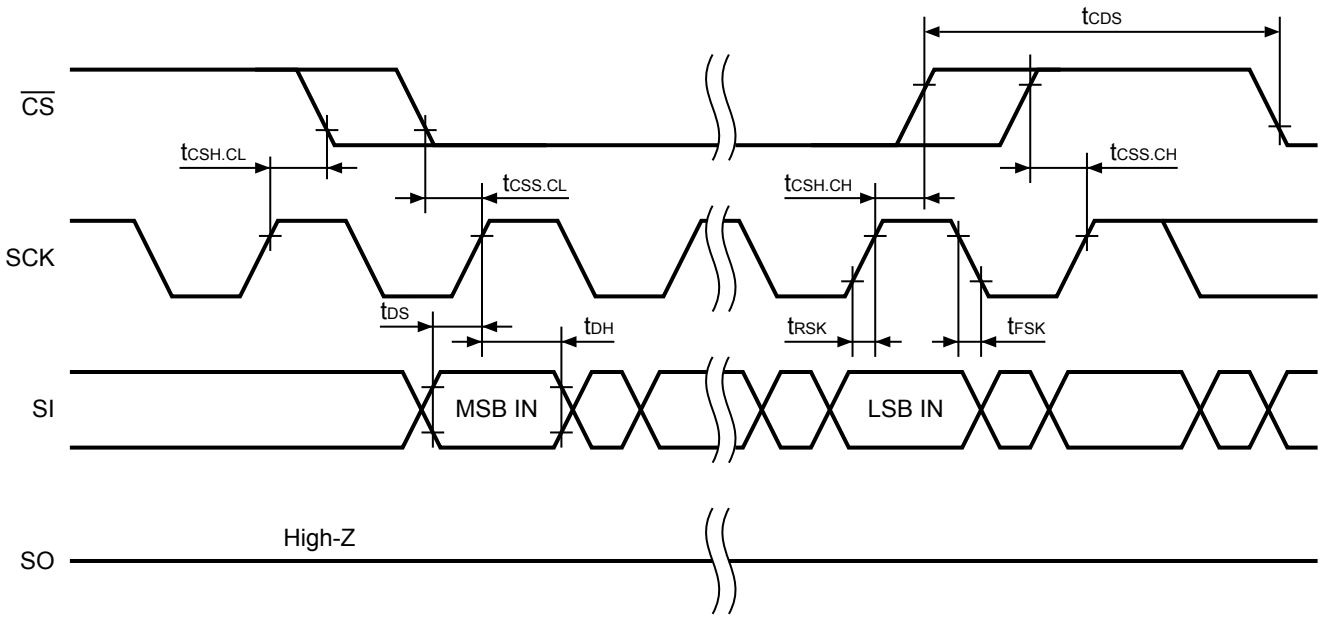 tCDS
CS
tCSH.CL
tCSS.CL
tCSH.CH
tCSS.CH
SCK
tDS
tDH
tRSK
tFSK
SI
MSB IN
LSB IN
High-Z
SO